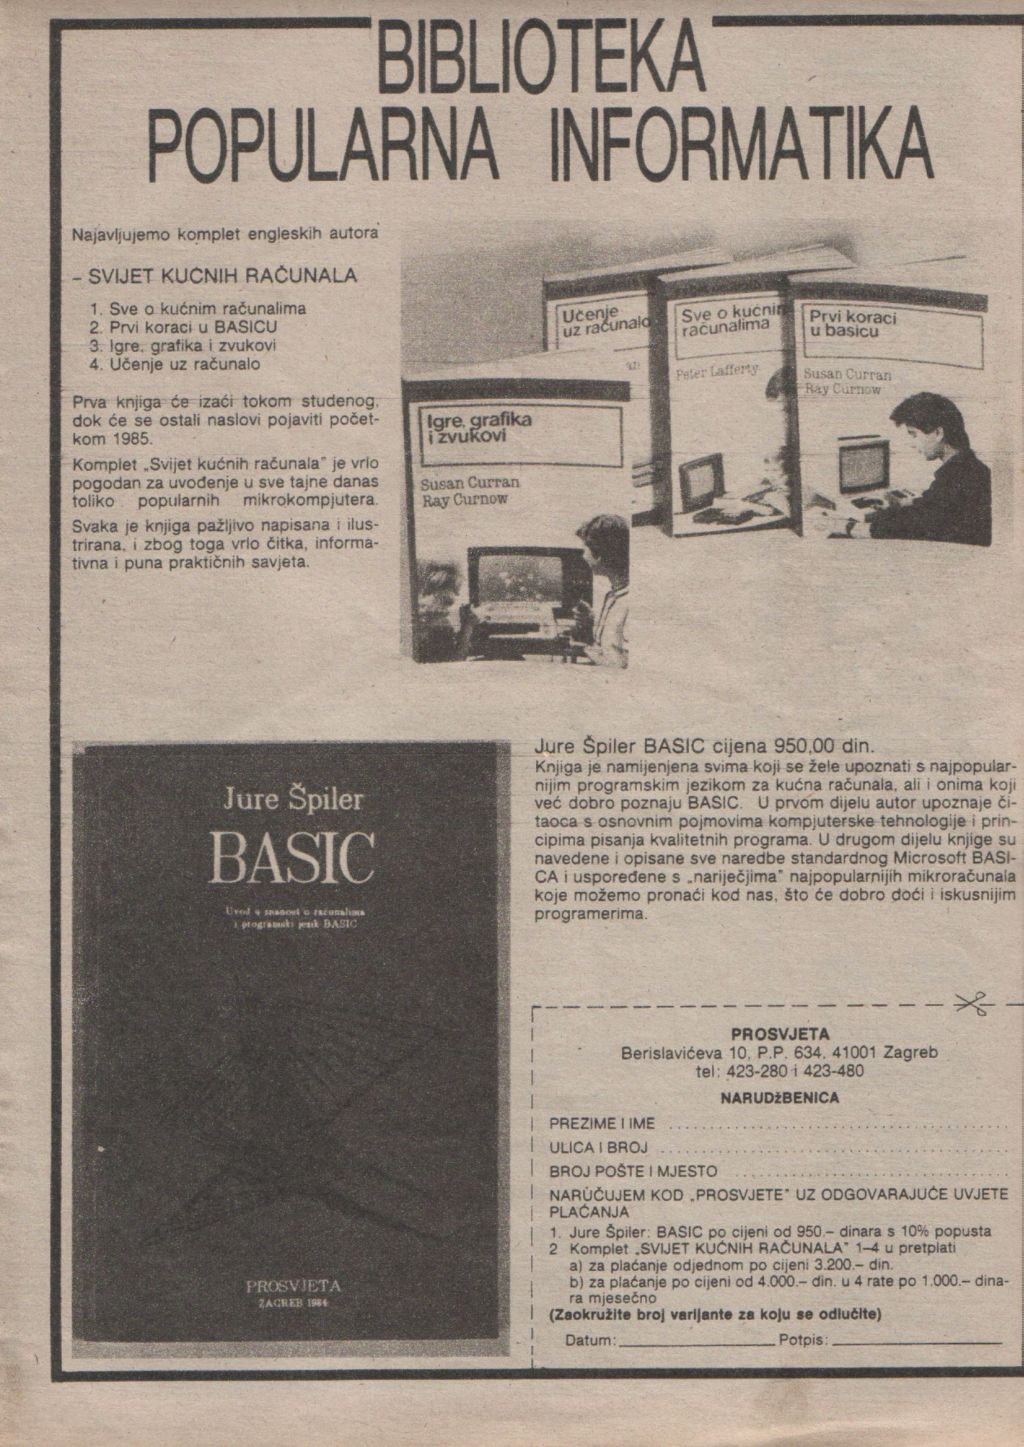 BIBLIOTEKA
POPULARNA INFORMATIKA
Najavljujemo komplet engleskih autora
– SVIJET KUĆNIH RAČUNALA
1. Sve o kućnim računalima
2. Prvi koraci u BASICU
3. Igre, grafika i zvukovi
4. Učenje uz računalo
Prva knjiga će izaći tokom studenog,
dok će se ostali naslovi pojaviti počet-
kom 1985.
Komplet „Svijet kućnih računala" je vrlo
pogodan za uvođenje u sve tajne danas
toliko popularnih mikrokompjutera.
Svaka je knjiga pažljivo napisana i ilus-
trirana, i zbog toga vrlo čitka, informa-
tivna i puna praktičnih savjeta.
Učenje
uz računalo
Sve o kućnim
računalima
Peter Lafferty
Prvi koraci
u basicu
Susan Curran
Ray Curnow
Igre, grafika
i zvukovi
Susan Curran
Ray Curnow
Jure Špiler
BASIC
Uvod u znanost o računalima
i programski jezik BASIC
PROSVJETA
ZAGREB 1984
Jure Špiler BASIC cijena 950,00 din.
Knjiga je namijenjena svima koji se žele upoznati s najpopular-
nijim programskim jezikom za kućna računala, ali i onima koji
već dobro poznaju BASIC. U prvom dijelu autor upoznaje či-
taoca s osnovnim pojmovima kompjuterske tehnologije i prin-
cipima pisanja kvalitetnih programa. U drugom dijelu knjige su
navedene i opisane sve naredbe standardnog Microsoft BASI-
CA i uspoređene s „nariječjima" najpopularnijih mikroračunala
koje možemo pronaći kod nas, što će dobro doći i iskusnijim
programerima.
PROSVJETA
Berislavićeva 10, P.P. 634, 41001 Zagreb
tel: 423-280 i 423-480
NARUDžBENICA
PREZIME I IME
ULICA I BROJ
BROJ POŠTE I MJESTO
NARUČUJEM KOD „PROSVJETE" UZ ODGOVARAJUĆE UVJETE
PLAĆANJA
1. Jure Špiler: BASIC po cijeni od 950.– dinara s 10% popusta
2 Komplet „SVIJET KUĆNIH RAČUNALA" 1–4 u pretplati
a) za plaćanje odjednom po cijeni 3.200.– din.
b) za plaćanje po cijeni od 4.000.– din. u 4 rate po 1.000.– dina-
ra mjesečno
(Zaokružite broj varijante za koju se odlučite)
Datum: Potpis: